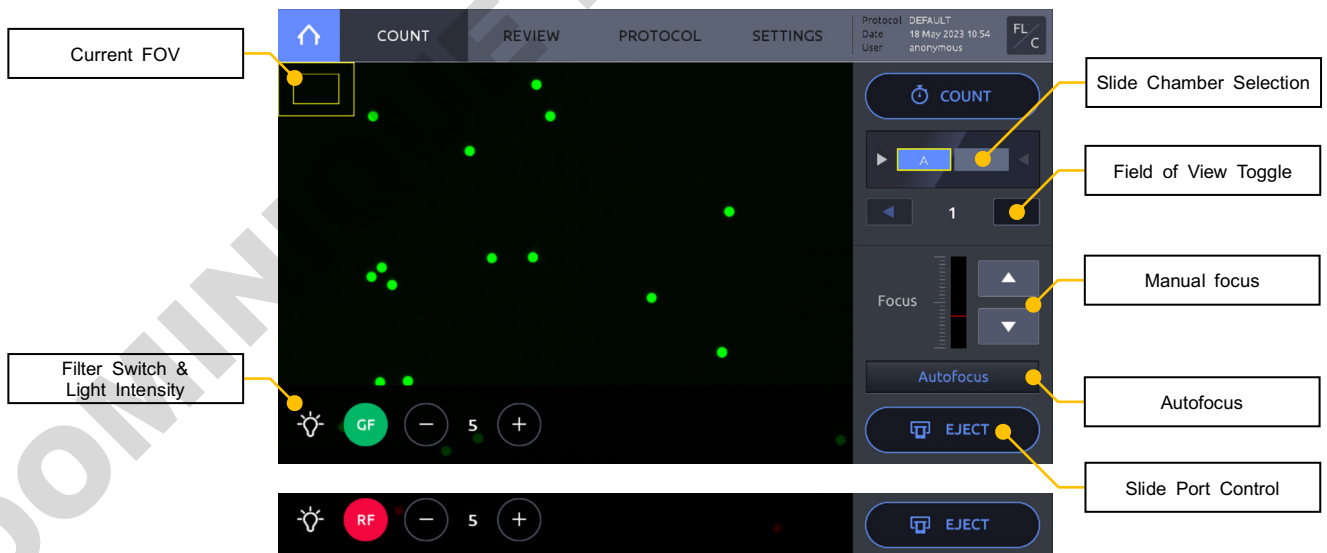 Current FOV
Filter Switch &
Light Intensity
COUNT
REVIEW
PROTOCOL
SETTINGS
Protocol DEFAULT
Date 18 May 2023 10:54
User anonymous
FL/C
COUNT
A
1
Focus
Autofocus
EJECT
GF
5
RF
5
EJECT
Slide Chamber Selection
Field of View Toggle
Manual focus
Autofocus
Slide Port Control